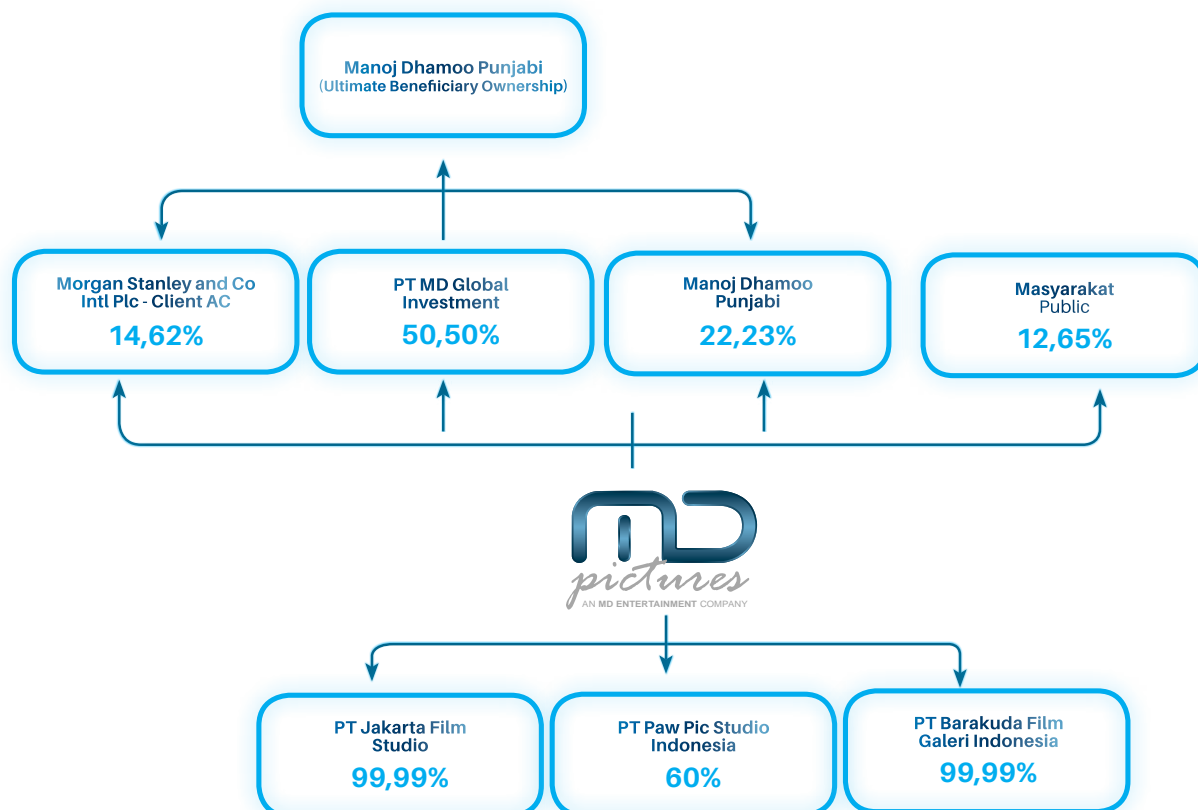 Manoj Dhamoo Punjabi
(Ultimate Benefiiciary Ownership)
Morgan Stanley and Co
Intl Plc - Client AC
14,62%
PT MD Global
Investment
50,50%
Manoj Dhamoo
Punjabi
22,23%
Masyarakat
Public
12,65%
MD
pictures
AN MD ENTERTAINMENT COMPANY
PT Jakarta Film
Studio
99,99%
PT Paw Pic Studio
Indonesia
60%
PT Barakuda Film
Galeri Indonesia
99,99%